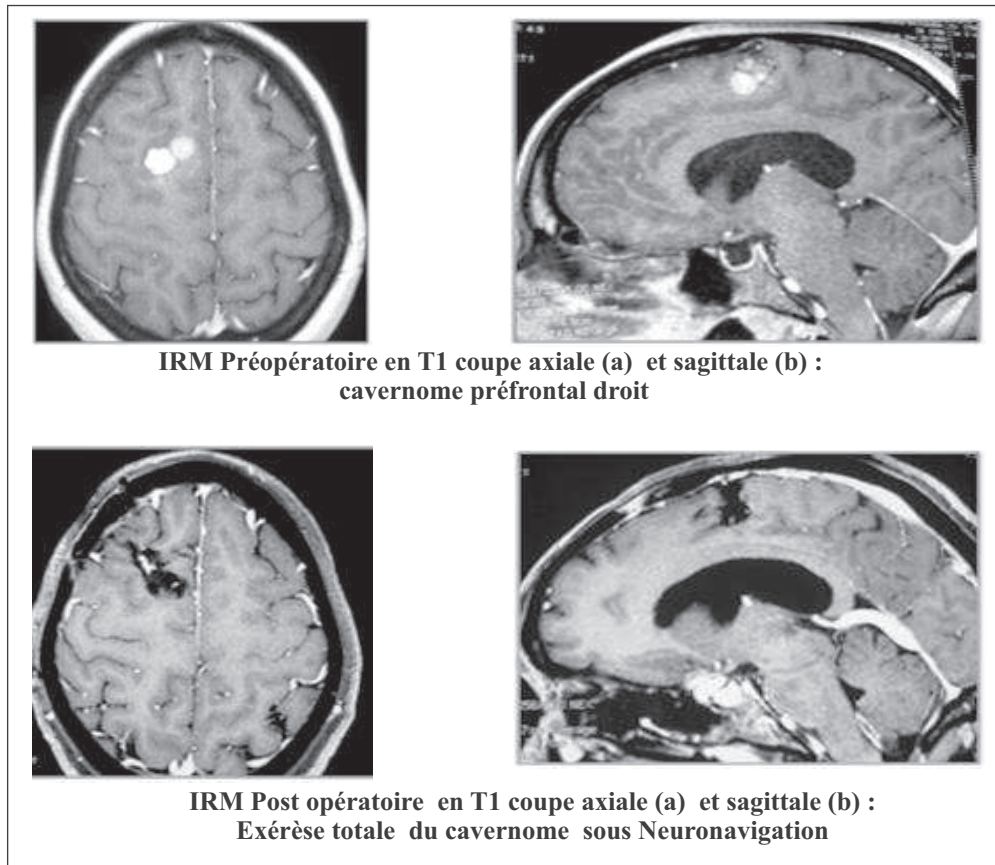 IRM Préopératoire en T1 coupe axiale (a) et sagittale (b) :
cavernome préfrontal droit
IRM Post opératoire en T1 coupe axiale (a) et sagittale (b) :
Exérèse totale du cavernome sous Neuronavigation